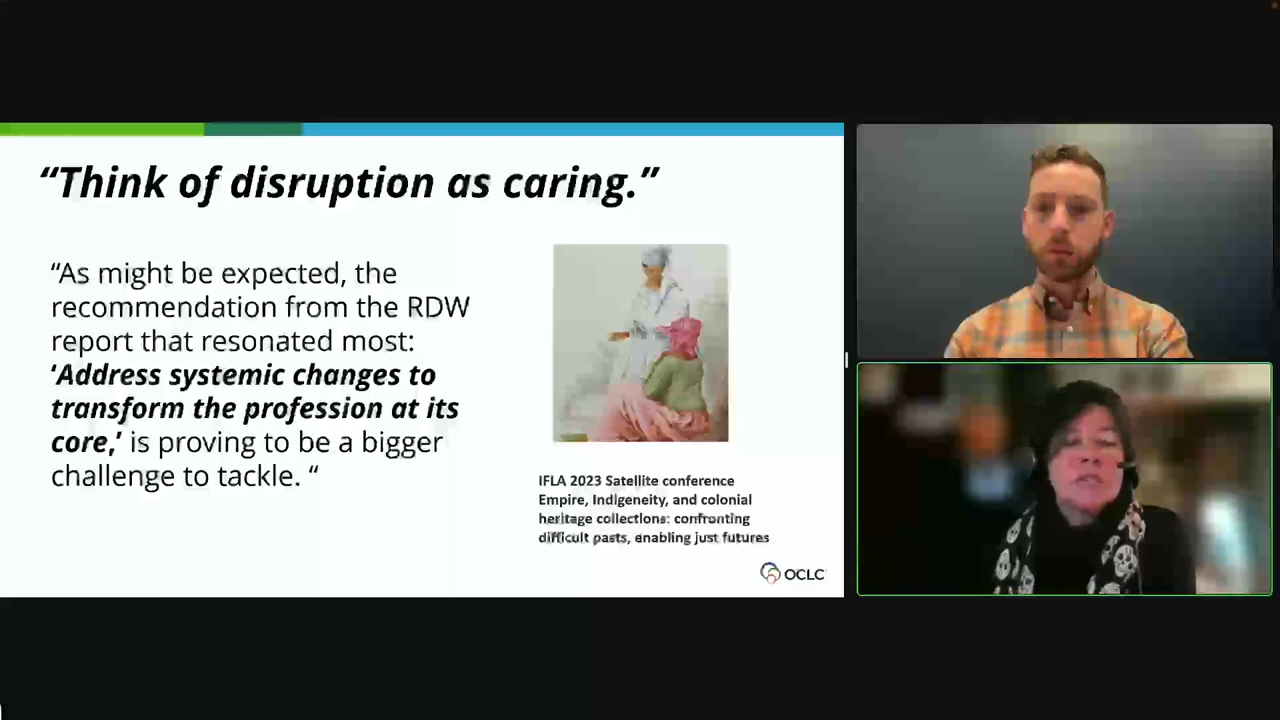 “Think of disruption as caring.”
“As might be expected, the
recommendation from the RDW
report that resonated most:
‘Address systemic changes to
transform the profession at its
core,’ is proving to be a bigger
challenge to tackle. “
IFLA 2023 Satellite conference
Empire, Indigeneity, and colonial
heritage collections: confronting
difficult pasts, enabling just futures
OCLC